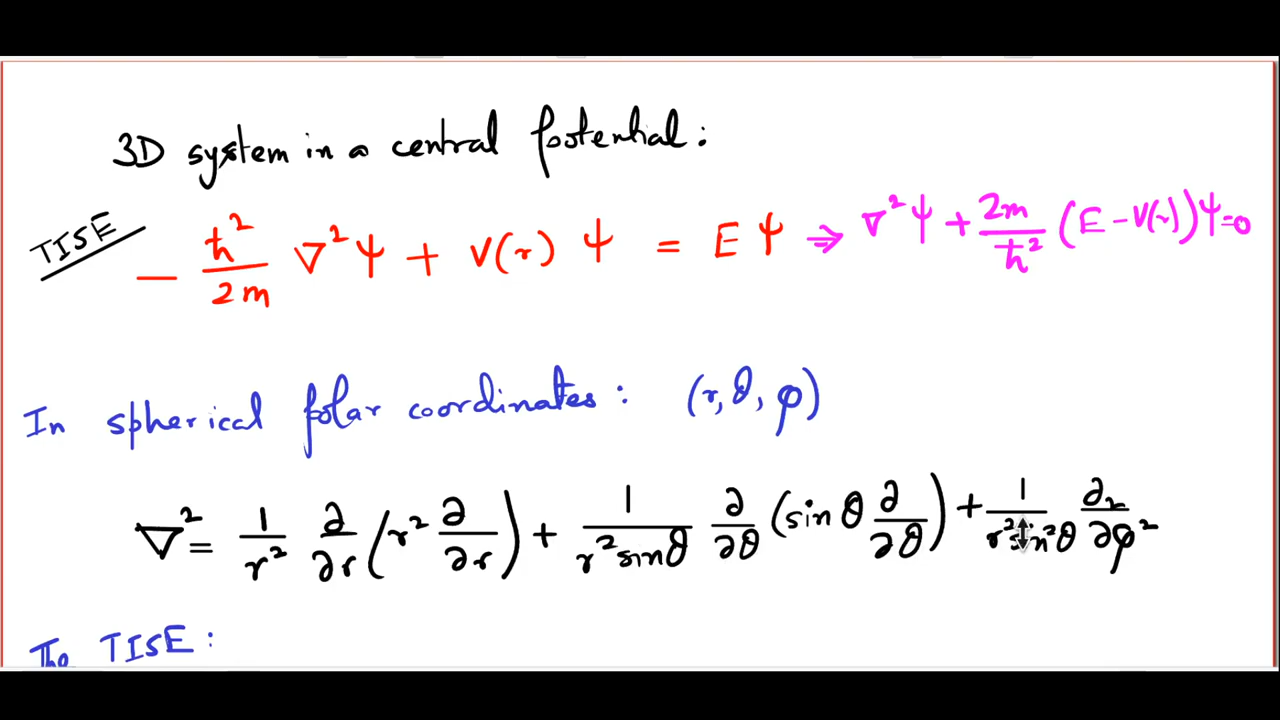 3D system in a central potential:
TISE
- ħ²/2m ∇²ψ + V(r) ψ = E ψ ⇒ ∇²ψ + 2m/ħ² (E - V(r))ψ = 0
In spherical polar coordinates: (r, θ, φ)
∇² = 1/r² ∂/∂r (r² ∂/∂r) + 1/(r² sinθ) ∂/∂θ (sinθ ∂/∂θ) + 1/(r² sin²θ) ∂²/∂φ²
The TISE: